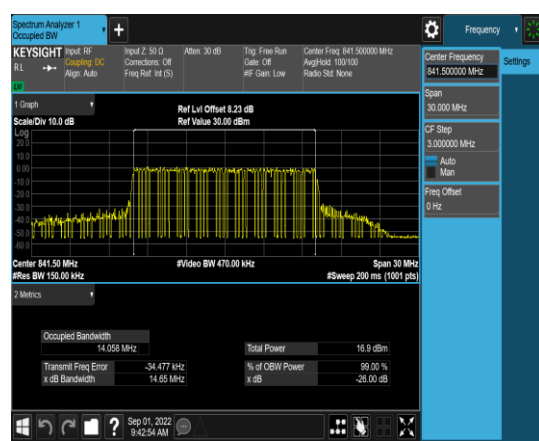 Spectrum Analyzer 1
Occupied BW
+
Frequency
KEYSIGHT
RL
Input: RF
Coupling: DC
Align: Auto
Input Z: 50 Ω
Corrections: Off
Freq Ref: Int (S)
Atten: 30 dB
Trig: Free Run
Gate: Off
#IF Gain: Low
Center Freq: 841.500000 MHz
Avg|Hold: 100/100
Radio Std: None
Center Frequency
841.500000 MHz
Settings
Span
30.000 MHz
CF Step
3.000000 MHz
Auto
Man
Freq Offset
0 Hz
1 Graph
Scale/Div 10.0 dB
Ref Lvl Offset 8.23 dB
Ref Value 30.00 dBm
Log
20.0
10.0
0.00
-10.0
-20.0
-30.0
-40.0
-50.0
-60.0
Center 841.50 MHz
#Res BW 150.00 kHz
#Video BW 470.00 kHz
Span 30 MHz
#Sweep 200 ms (1001 pts)
2 Metrics
Occupied Bandwidth
14.058 MHz
Total Power 16.9 dBm
Transmit Freq Error -34.477 kHz
% of OBW Power 99.00 %
x dB Bandwidth 14.65 MHz
x dB -26.00 dB
?
Sep 01, 2022
9:42:54 AM